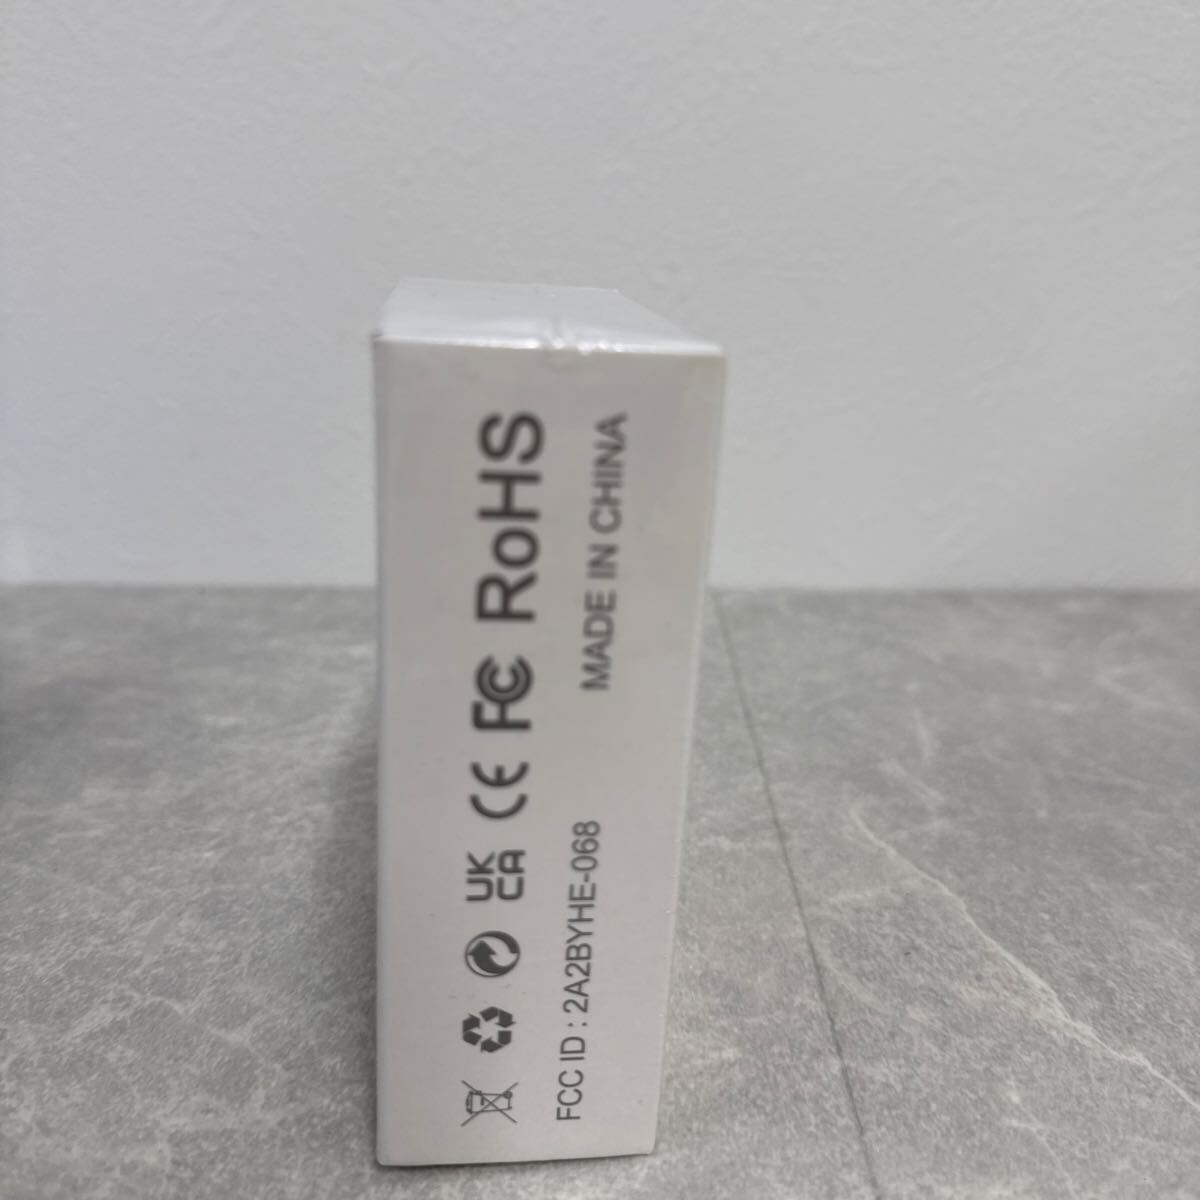 UK
CA CE FC RoHS
FCC ID : 2A2BYHE-068 MADE IN CHINA